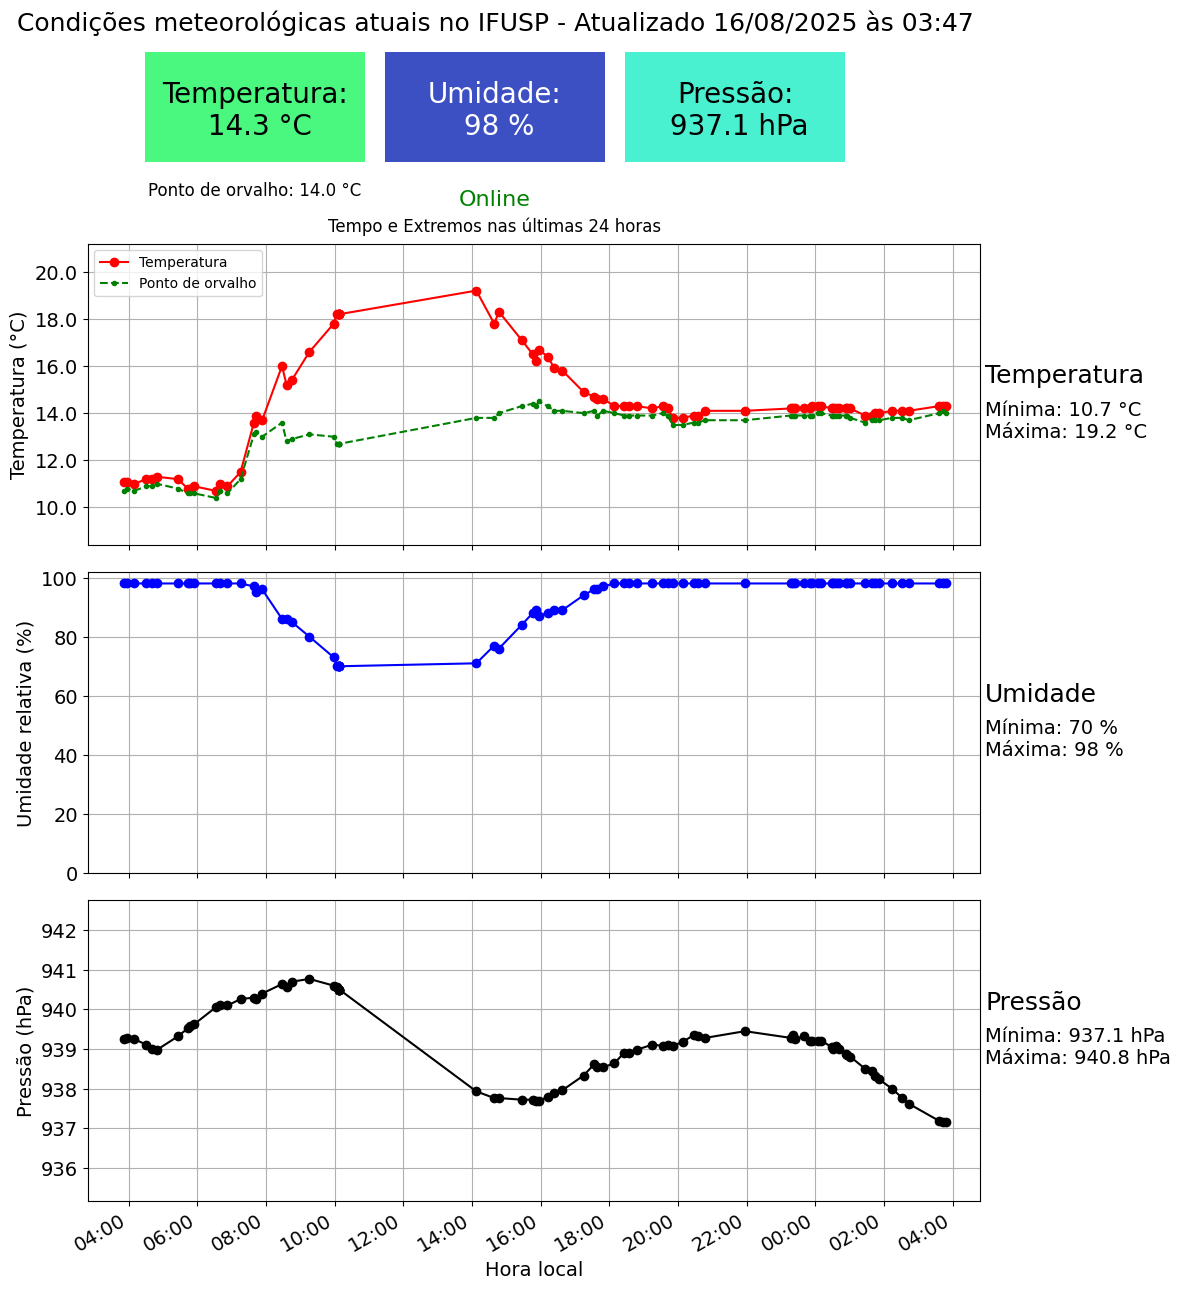 Condições meteorológicas atuais no IFUSP - Atualizado 16/08/2025 às 03:47
Temperatura:
14.3 °C
Umidade:
98 %
Pressão:
937.1 hPa
Ponto de orvalho: 14.0 °C
Online
Tempo e Extremos nas últimas 24 horas
Temperatura (°C)
20.0
18.0
16.0
14.0
12.0
10.0
Temperatura
Ponto de orvalho
Temperatura
Mínima: 10.7 °C
Máxima: 19.2 °C
Umidade relativa (%)
100
80
60
40
20
0
Umidade
Mínima: 70 %
Máxima: 98 %
Pressão (hPa)
942
941
940
939
938
937
936
Pressão
Mínima: 937.1 hPa
Máxima: 940.8 hPa
04:00
06:00
08:00
10:00
12:00
14:00
16:00
18:00
20:00
22:00
00:00
02:00
04:00
Hora local